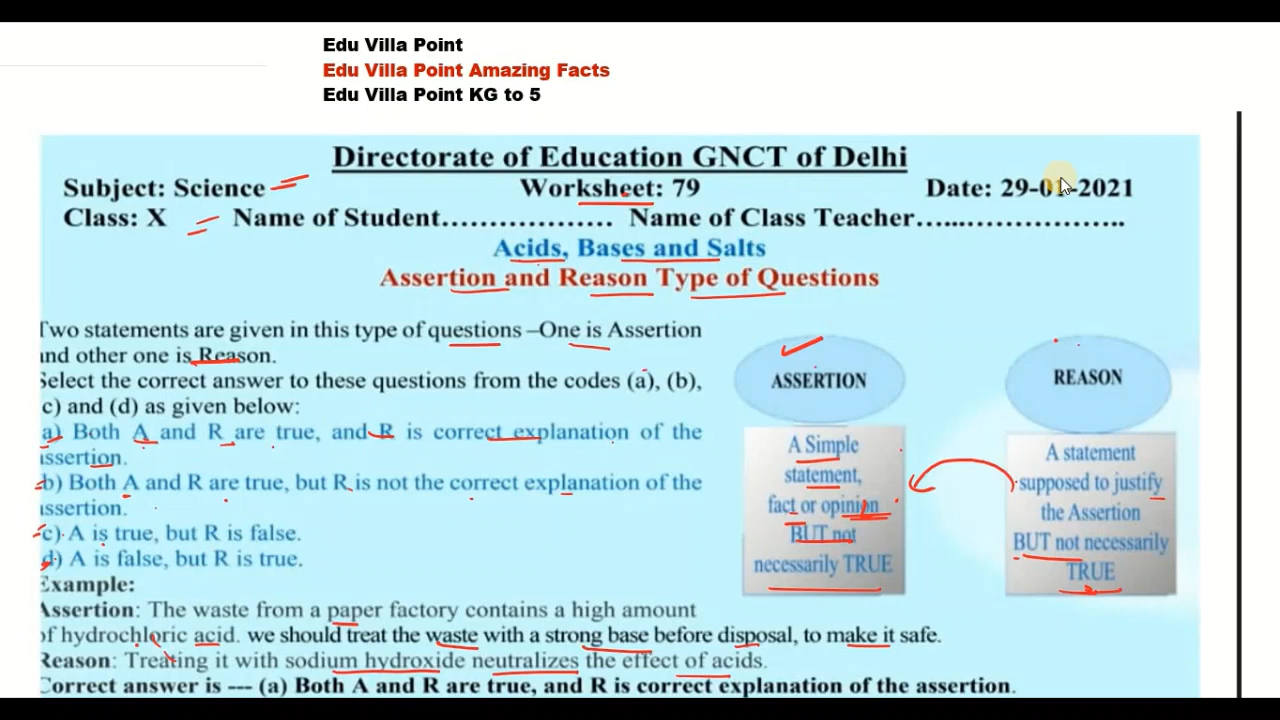 Edu Villa Point
Edu Villa Point Amazing Facts
Edu Villa Point KG to 5
Directorate of Education GNCT of Delhi
Subject: Science Worksheet: 79 Date: 29-01-2021
Class: X Name of Student……………… Name of Class Teacher…...………………..
Acids, Bases and Salts
Assertion and Reason Type of Questions
Two statements are given in this type of questions –One is Assertion
and other one is Reason.
Select the correct answer to these questions from the codes (a), (b),
(c) and (d) as given below:
a) Both A and R are true, and R is correct explanation of the
assertion.
b) Both A and R are true, but R is not the correct explanation of the
assertion.
c) A is true, but R is false.
d) A is false, but R is true.
Example:
Assertion: The waste from a paper factory contains a high amount
of hydrochloric acid. we should treat the waste with a strong base before disposal, to make it safe.
Reason: Treating it with sodium hydroxide neutralizes the effect of acids.
Correct answer is --- (a) Both A and R are true, and R is correct explanation of the assertion.
ASSERTION
A Simple
statement,
fact or opinion
BUT not
necessarily TRUE
REASON
A statement
supposed to justify
the Assertion
BUT not necessarily
TRUE